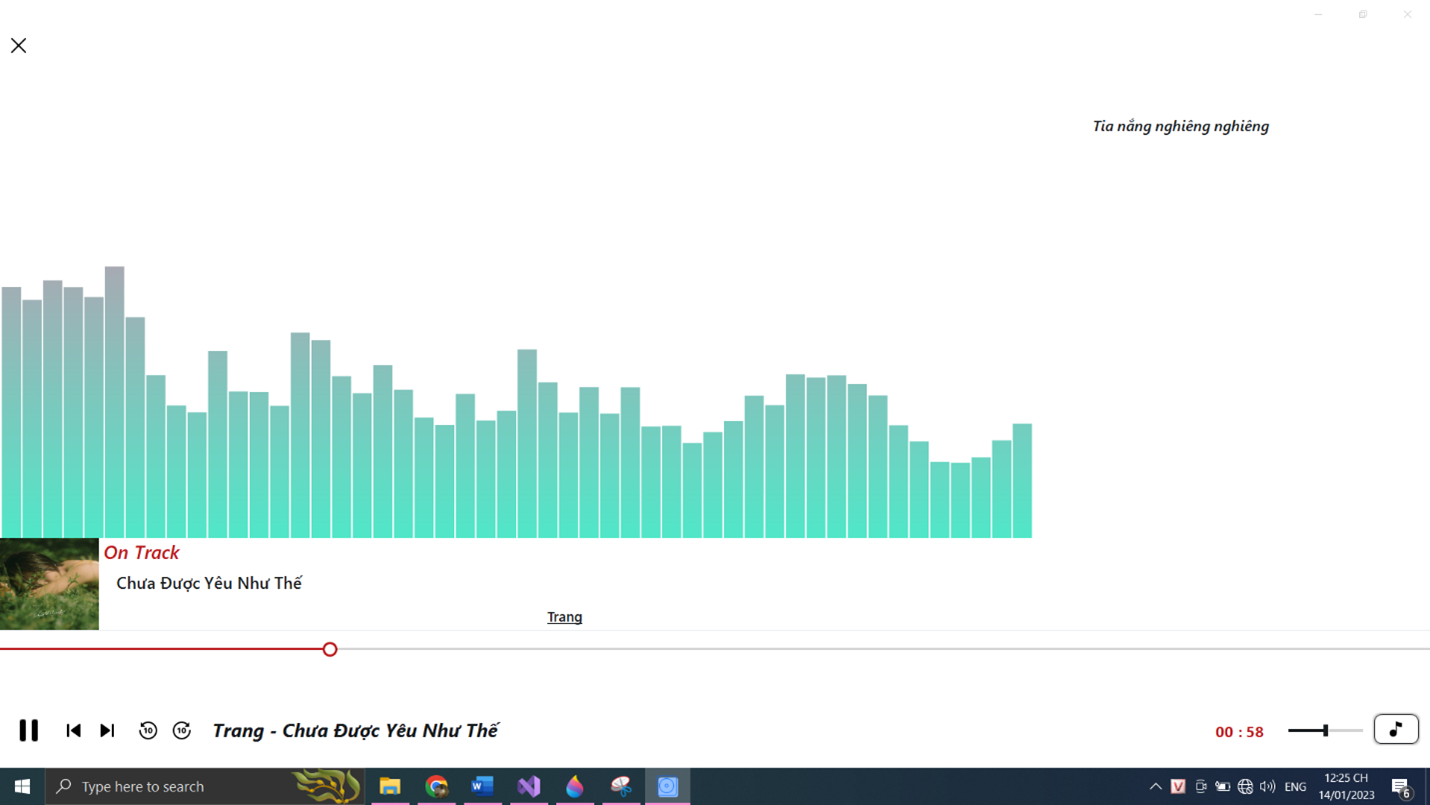 Tia nắng nghiêng nghiêng
On Track
Chưa Được Yêu Như Thế
Trang
10
10
Trang - Chưa Được Yêu Như Thế
00 : 58
Type here to search
V
ENG
12:25 CH
14/01/2023
6